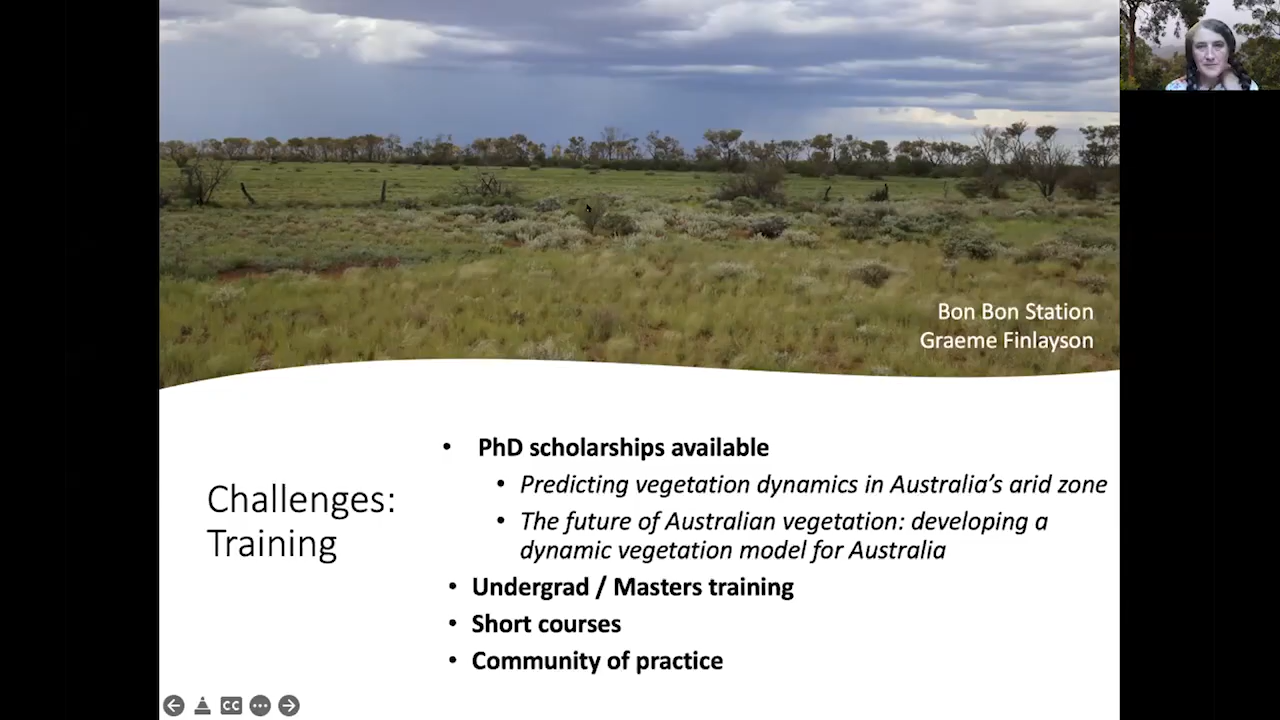 Bon Bon Station
Graeme Finlayson
Challenges:
Training
• PhD scholarships available
• Predicting vegetation dynamics in Australia's arid zone
• The future of Australian vegetation: developing a
dynamic vegetation model for Australia
• Undergrad / Masters training
• Short courses
• Community of practice
CC